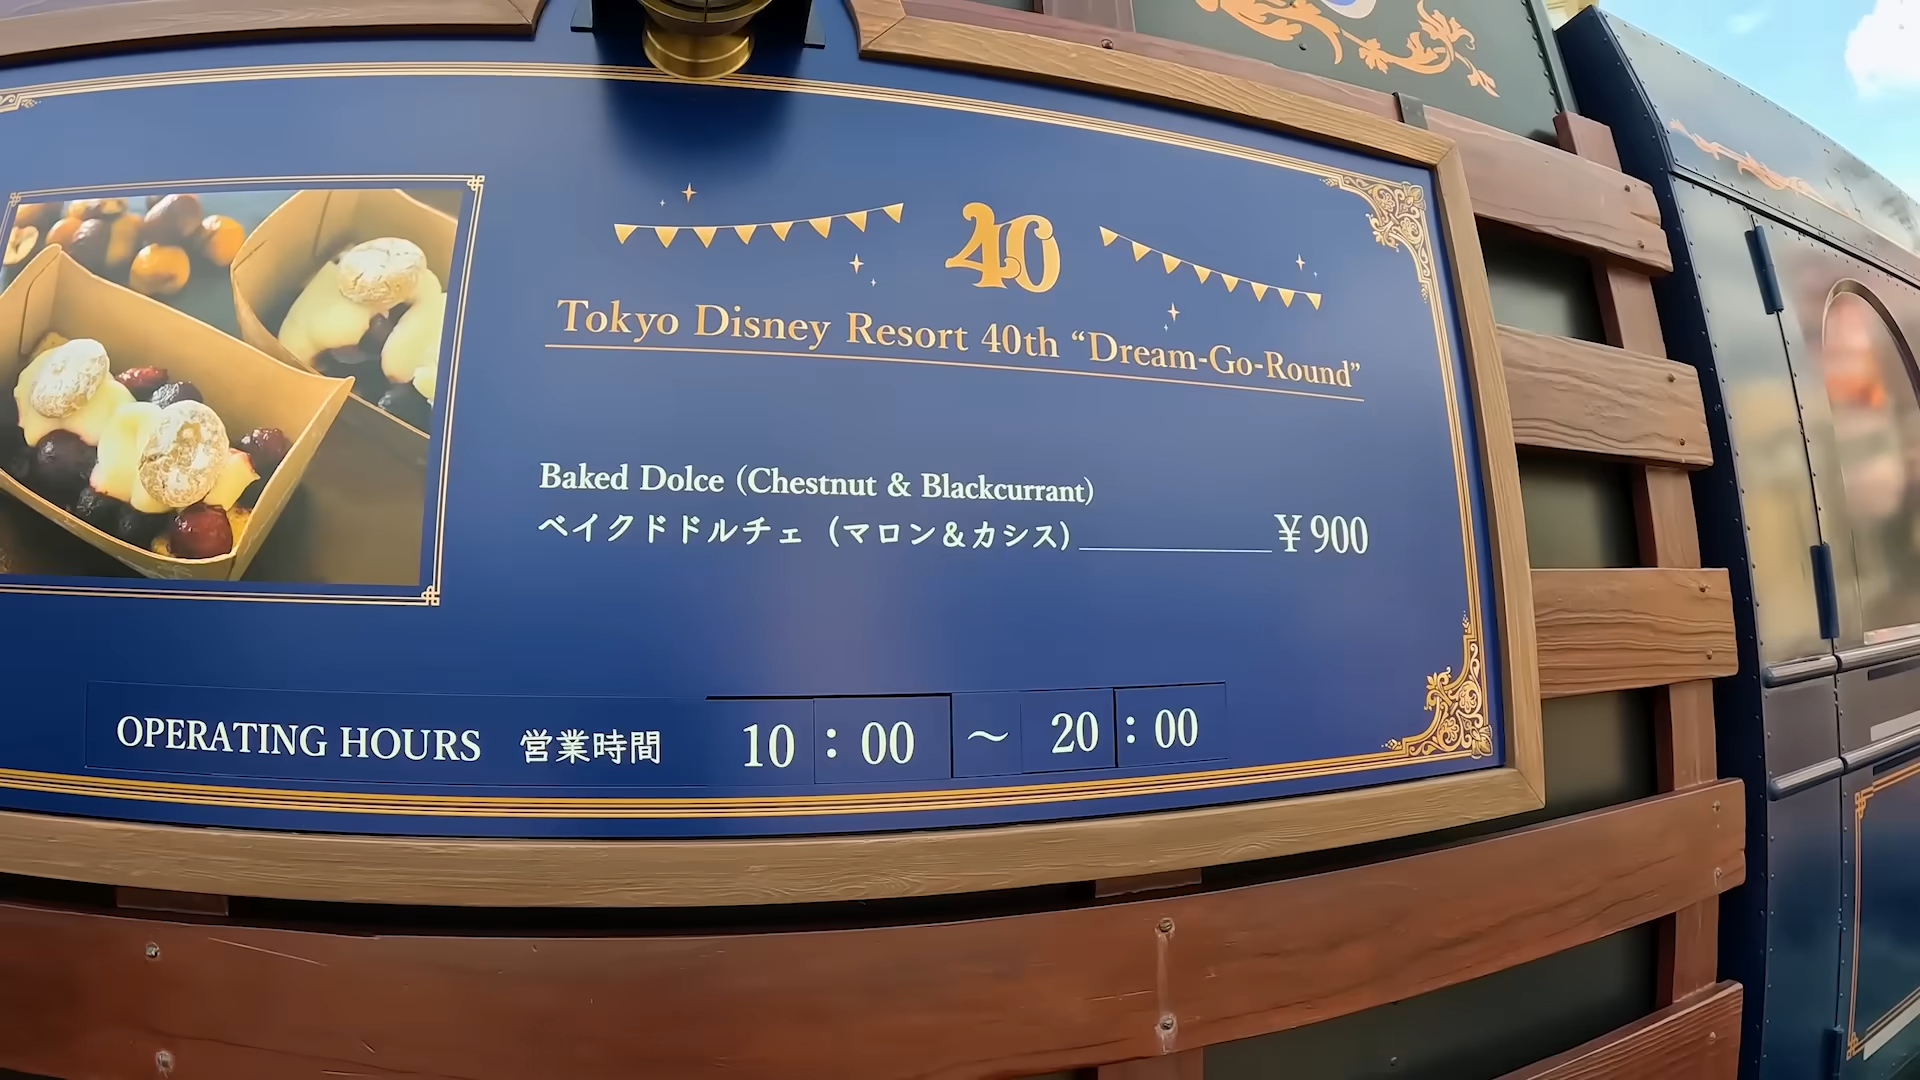 40
Tokyo Disney Resort 40th “Dream-Go-Round”
Baked Dolce (Chestnut & Blackcurrant)
ベイクドドルチェ (マロン&カシス) ¥900
OPERATING HOURS 営業時間 10:00 ～ 20:00